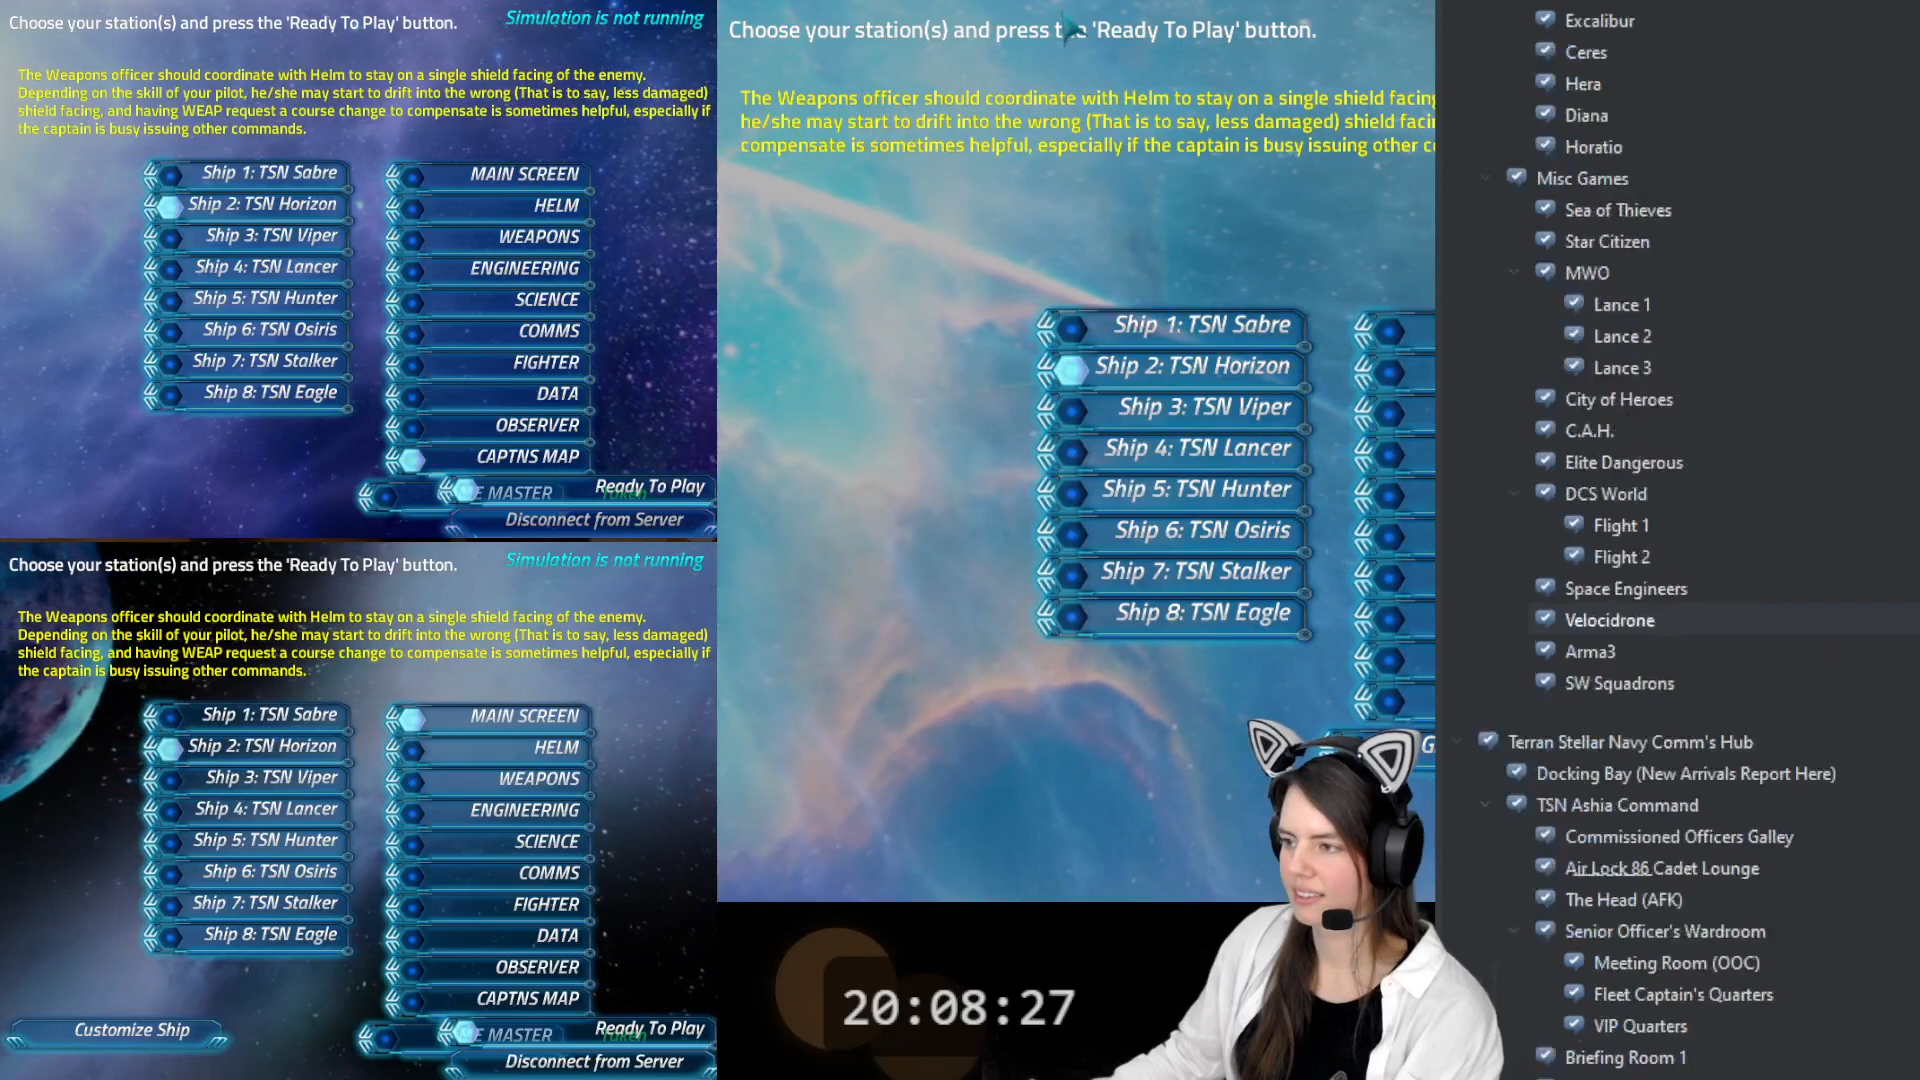 Choose your station(s) and press the 'Ready To Play' button.
Simulation is not running
The Weapons officer should coordinate with Helm to stay on a single shield facing of the enemy.
Depending on the skill of your pilot, he/she may start to drift into the wrong (That is to say, less damaged)
shield facing, and having WEAP request a course change to compensate is sometimes helpful, especially if
the captain is busy issuing other commands.
Ship 1: TSN Sabre
Ship 2: TSN Horizon
Ship 3: TSN Viper
Ship 4: TSN Lancer
Ship 5: TSN Hunter
Ship 6: TSN Osiris
Ship 7: TSN Stalker
Ship 8: TSN Eagle
MAIN SCREEN
HELM
WEAPONS
ENGINEERING
SCIENCE
COMMS
FIGHTER
DATA
OBSERVER
CAPTNS MAP
E MASTER
Ready To Play
Disconnect from Server
Choose your station(s) and press the 'Ready To Play' button.
Simulation is not running
The Weapons officer should coordinate with Helm to stay on a single shield facing of the enemy.
Depending on the skill of your pilot, he/she may start to drift into the wrong (That is to say, less damaged)
shield facing, and having WEAP request a course change to compensate is sometimes helpful, especially if
the captain is busy issuing other commands.
Ship 1: TSN Sabre
Ship 2: TSN Horizon
Ship 3: TSN Viper
Ship 4: TSN Lancer
Ship 5: TSN Hunter
Ship 6: TSN Osiris
Ship 7: TSN Stalker
Ship 8: TSN Eagle
MAIN SCREEN
HELM
WEAPONS
ENGINEERING
SCIENCE
COMMS
FIGHTER
DATA
OBSERVER
CAPTNS MAP
Customize Ship
E MASTER
Ready To Play
Disconnect from Server
Choose your station(s) and press the 'Ready To Play' button.
The Weapons officer should coordinate with Helm to stay on a single shield facing
he/she may start to drift into the wrong (That is to say, less damaged) shield faci
compensate is sometimes helpful, especially if the captain is busy issuing other c
Ship 1: TSN Sabre
Ship 2: TSN Horizon
Ship 3: TSN Viper
Ship 4: TSN Lancer
Ship 5: TSN Hunter
Ship 6: TSN Osiris
Ship 7: TSN Stalker
Ship 8: TSN Eagle
20:08:27
Excalibur
Ceres
Hera
Diana
Horatio
Misc Games
Sea of Thieves
Star Citizen
MWO
Lance 1
Lance 2
Lance 3
City of Heroes
C.A.H.
Elite Dangerous
DCS World
Flight 1
Flight 2
Space Engineers
Velocidrone
Arma3
SW Squadrons
Terran Stellar Navy Comm's Hub
Docking Bay (New Arrivals Report Here)
TSN Ashia Command
Commissioned Officers Galley
Air Lock 86 Cadet Lounge
The Head (AFK)
Senior Officer's Wardroom
Meeting Room (OOC)
Fleet Captain's Quarters
VIP Quarters
Briefing Room 1